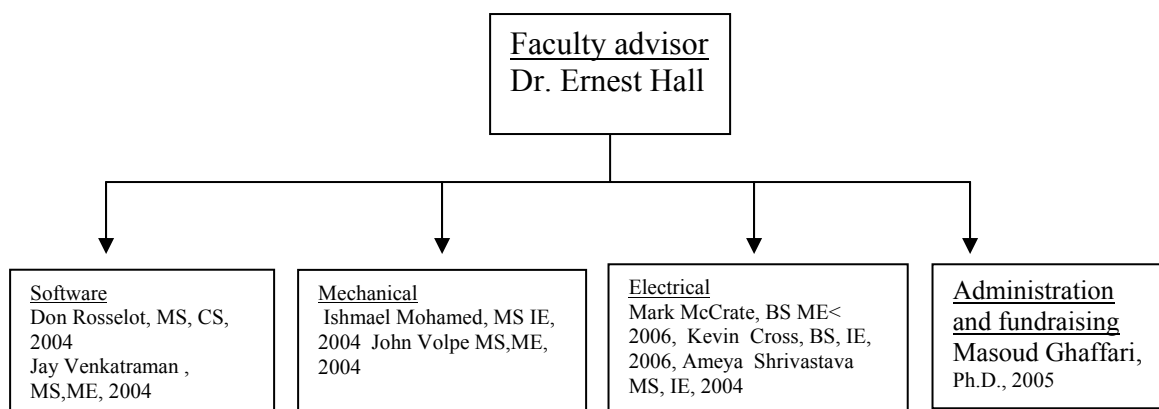 Faculty advisor
Dr. Ernest Hall
Software
Don Rosselot, MS, CS,
2004
Jay Venkatraman ,
MS,ME, 2004
Mechanical
Ishmael Mohamed, MS IE,
2004 John Volpe MS,ME,
2004
Electrical
Mark McCrate, BS ME<
2006, Kevin Cross, BS, IE,
2006, Ameya Shrivastava
MS, IE, 2004
Administration
and fundraising
Masoud Ghaffari,
Ph.D., 2005